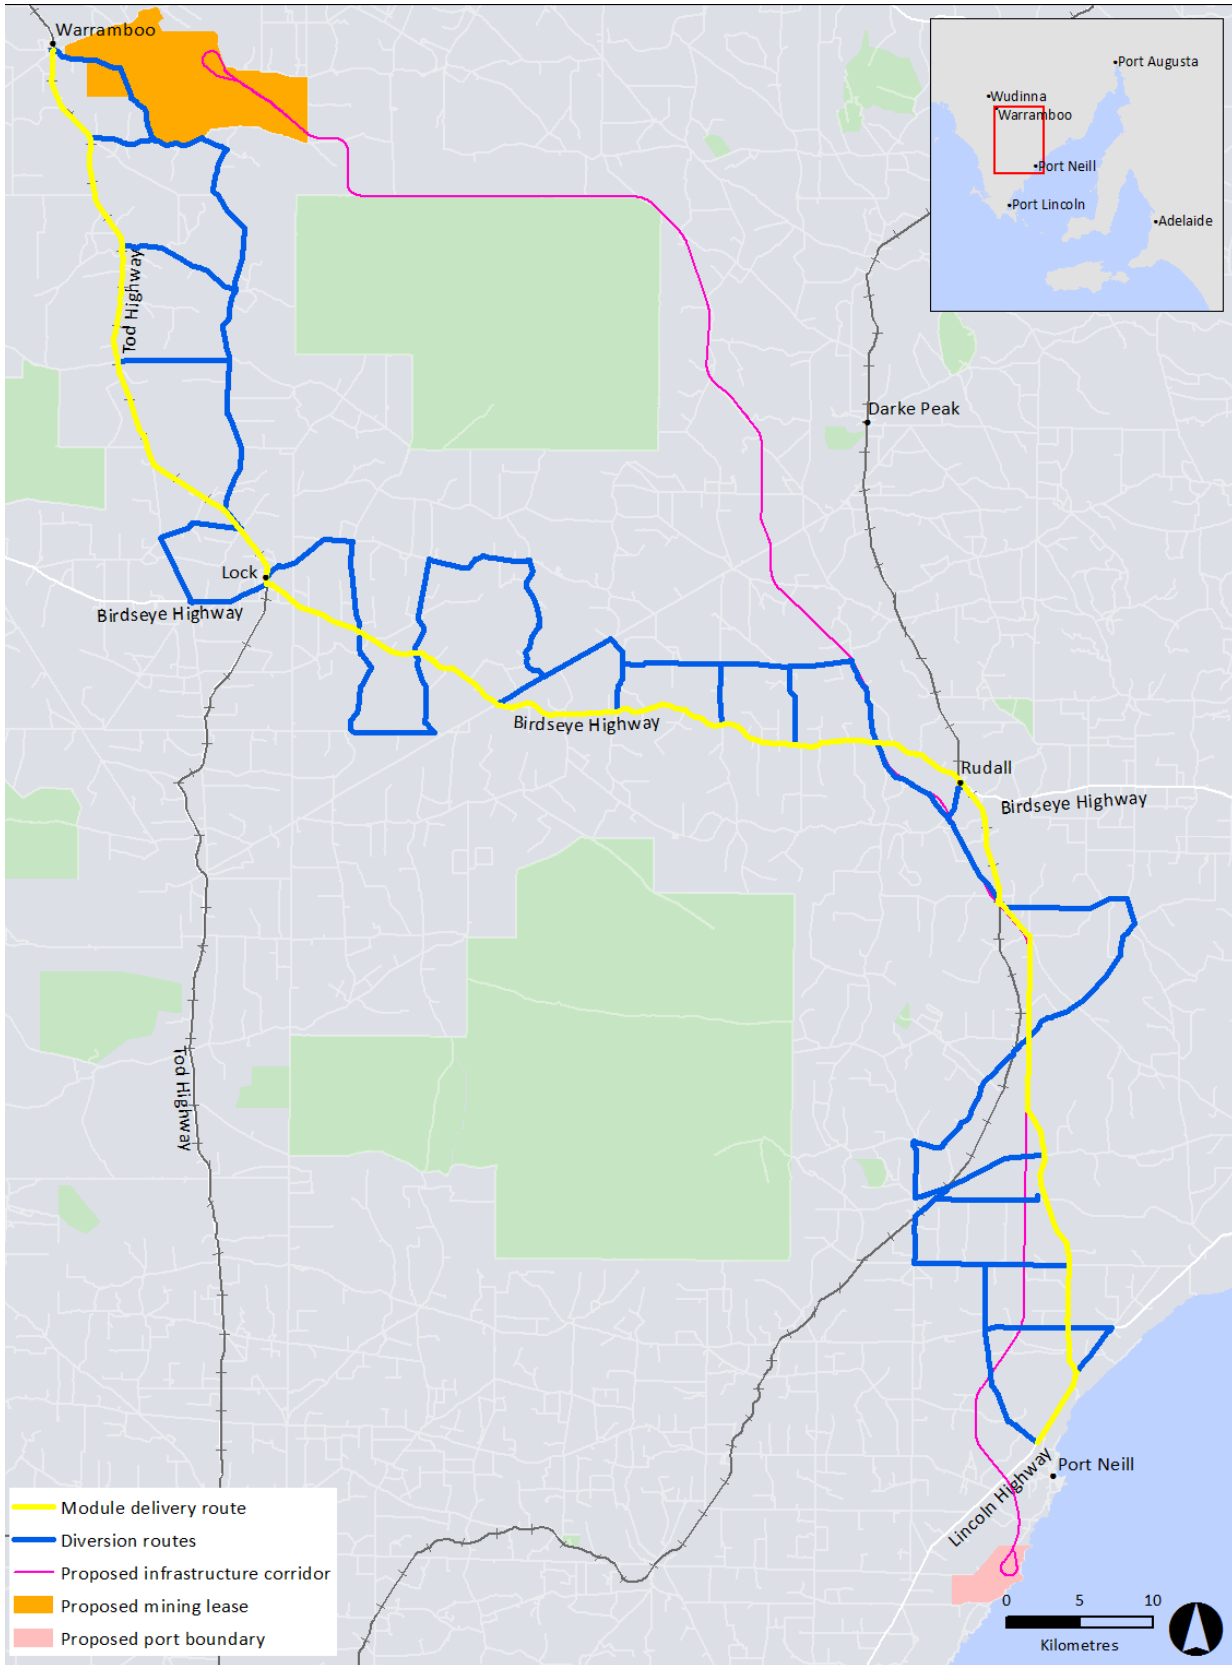 Warramboo
Port Augusta
Wudinna
Warramboo
Port Neill
Port Lincoln
Adelaide
Tod Highway
Darke Peak
Lock
Birdseye Highway
Birdseye Highway
Rudall
Birdseye Highway
Tod Highway
Port Neill
Lincoln Highway
Module delivery route
Diversion routes
Proposed infrastructure corridor
Proposed mining lease
Proposed port boundary
0 5 10
Kilometres